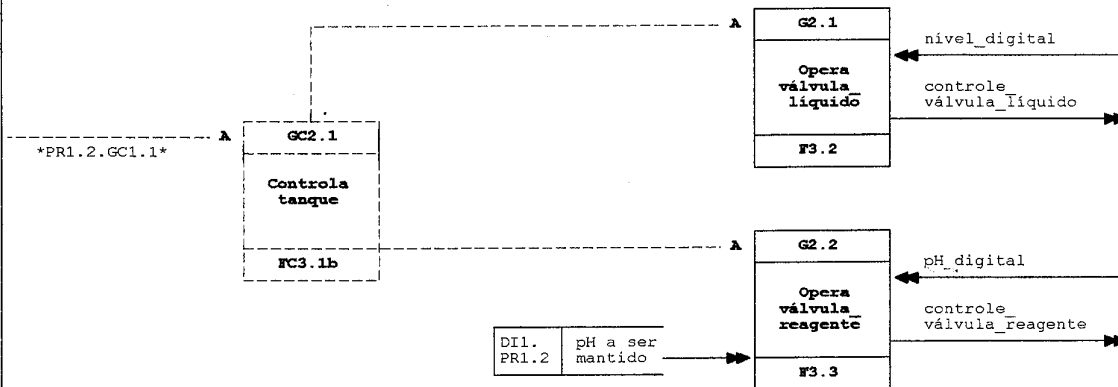 *PR1.2.GC1.1*
A
GC2.1
Controla
tanque
FC3.1b
A
G2.1
Opera
válvula_
líquido
F3.2
nível_digital
controle_
válvula_líquido
A
G2.2
Opera
válvula_
reagente
F3.3
pH_digital
controle_
válvula_reagente
DI1.
PR1.2
pH a ser
mantido